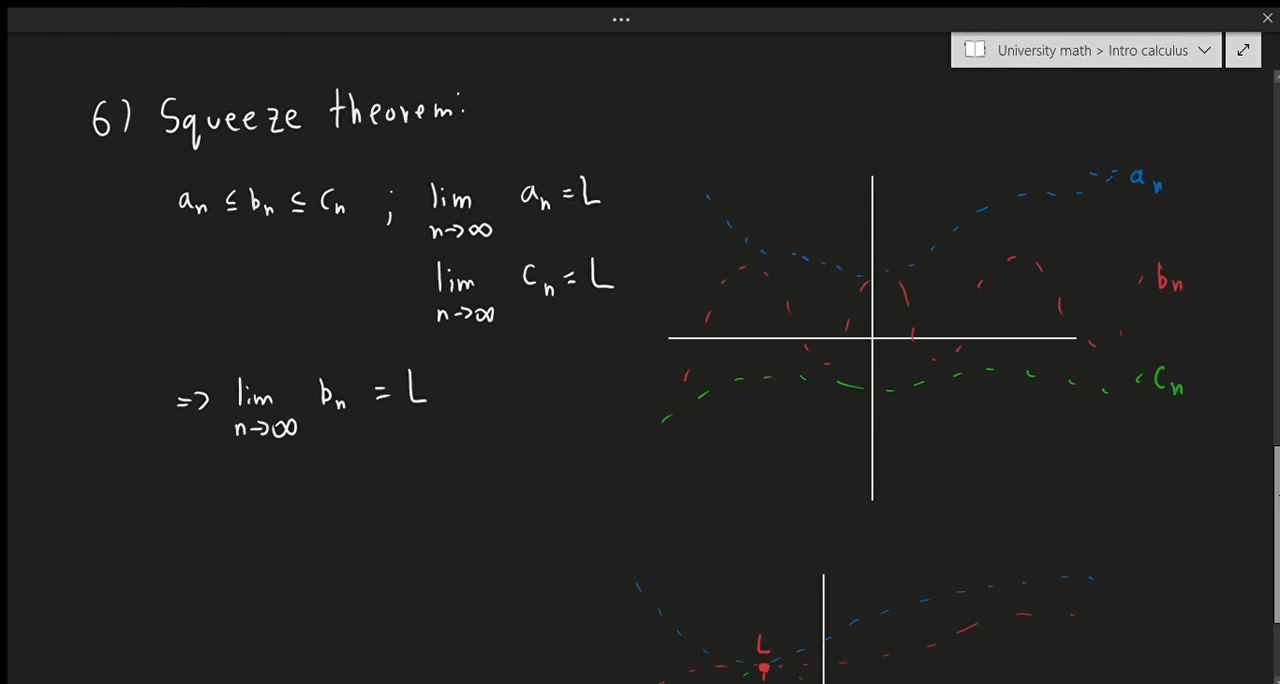 University math > Intro calculus
6) Squeeze theorem:
aₙ ≤ bₙ ≤ cₙ ; lim n→∞ aₙ = L
lim n→∞ cₙ = L
=> lim n→∞ bₙ = L
aₙ
bₙ
cₙ
L